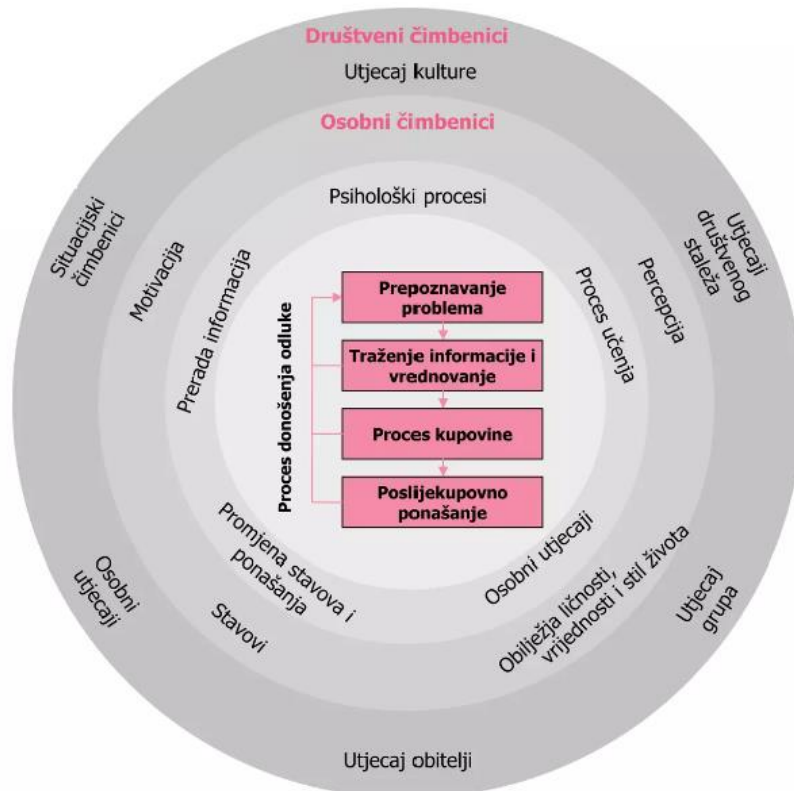 Društveni čimbenici
Utjecaj kulture
Osobni čimbenici
Psihološki procesi
Situacijski
čimbenici
Motivacija
Prerada informacija
Proces učenja
Percepcija
Utjecaji
društvenog
staleža
Proces donošenja odluke
Prepoznavanje
problema
Traženje informacije i
vrednovanje
Proces kupovine
Poslijekupovno
ponašanje
Osobni
utjecaji
Stavovi
Promjena stavova i
ponašanja
Osobni utjecaji
Obilježja ličnosti,
vrijednosti i stil života
Utjecaj
grupa
Utjecaj obitelji